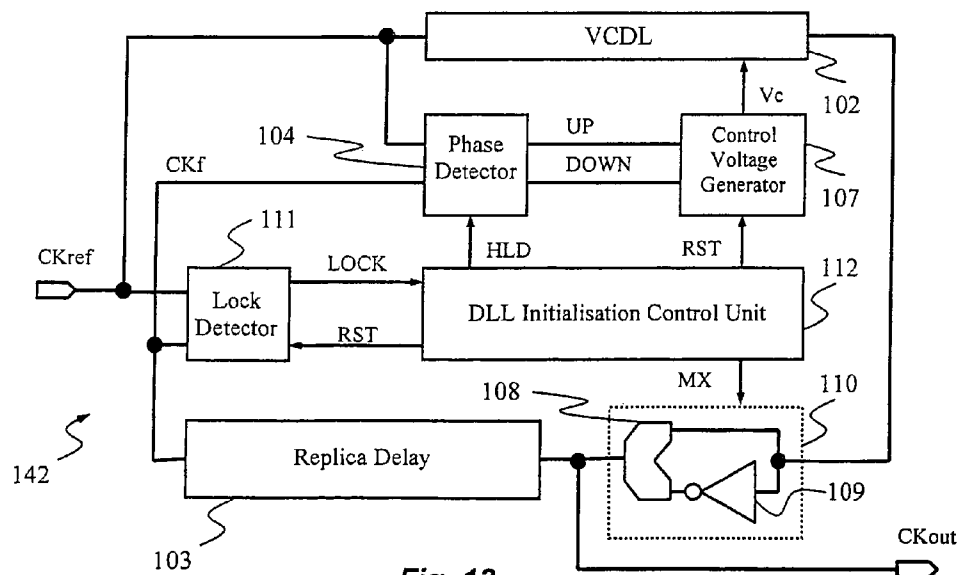 VCDL
102
Vc
104
Phase
Detector
UP
DOWN
Control
Voltage
Generator
107
CKf
111
CKref
LOCK
HLD
RST
Lock
Detector
DLL Initialisation Control Unit
112
RST
MX
108
110
142
Replica Delay
109
103
CKout